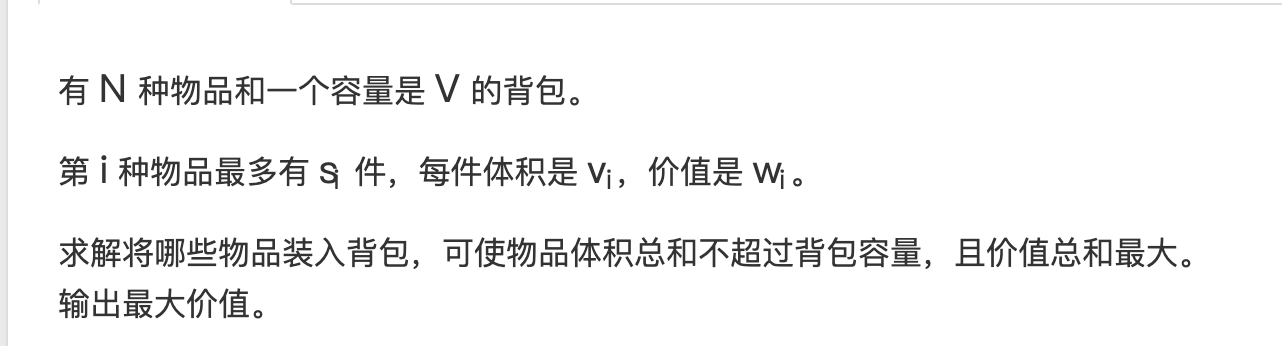 有 N 种物品和一个容量是 V 的背包。
第 i 种物品最多有 si 件，每件体积是 vi，价值是 wi。
求解将哪些物品装入背包，可使物品体积总和不超过背包容量，且价值总和最大。
输出最大价值。